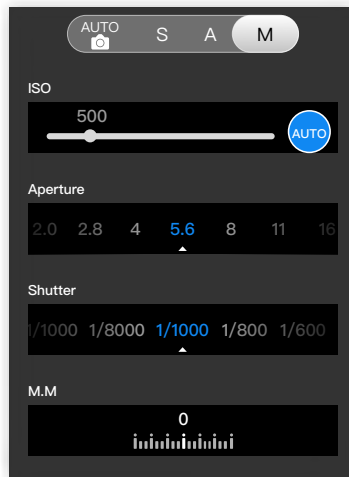 AUTO S A M
ISO
500
AUTO
Aperture
2.0 2.8 4 5.6 8 11 16
Shutter
1/1000 1/8000 1/1000 1/800 1/600
M.M
0